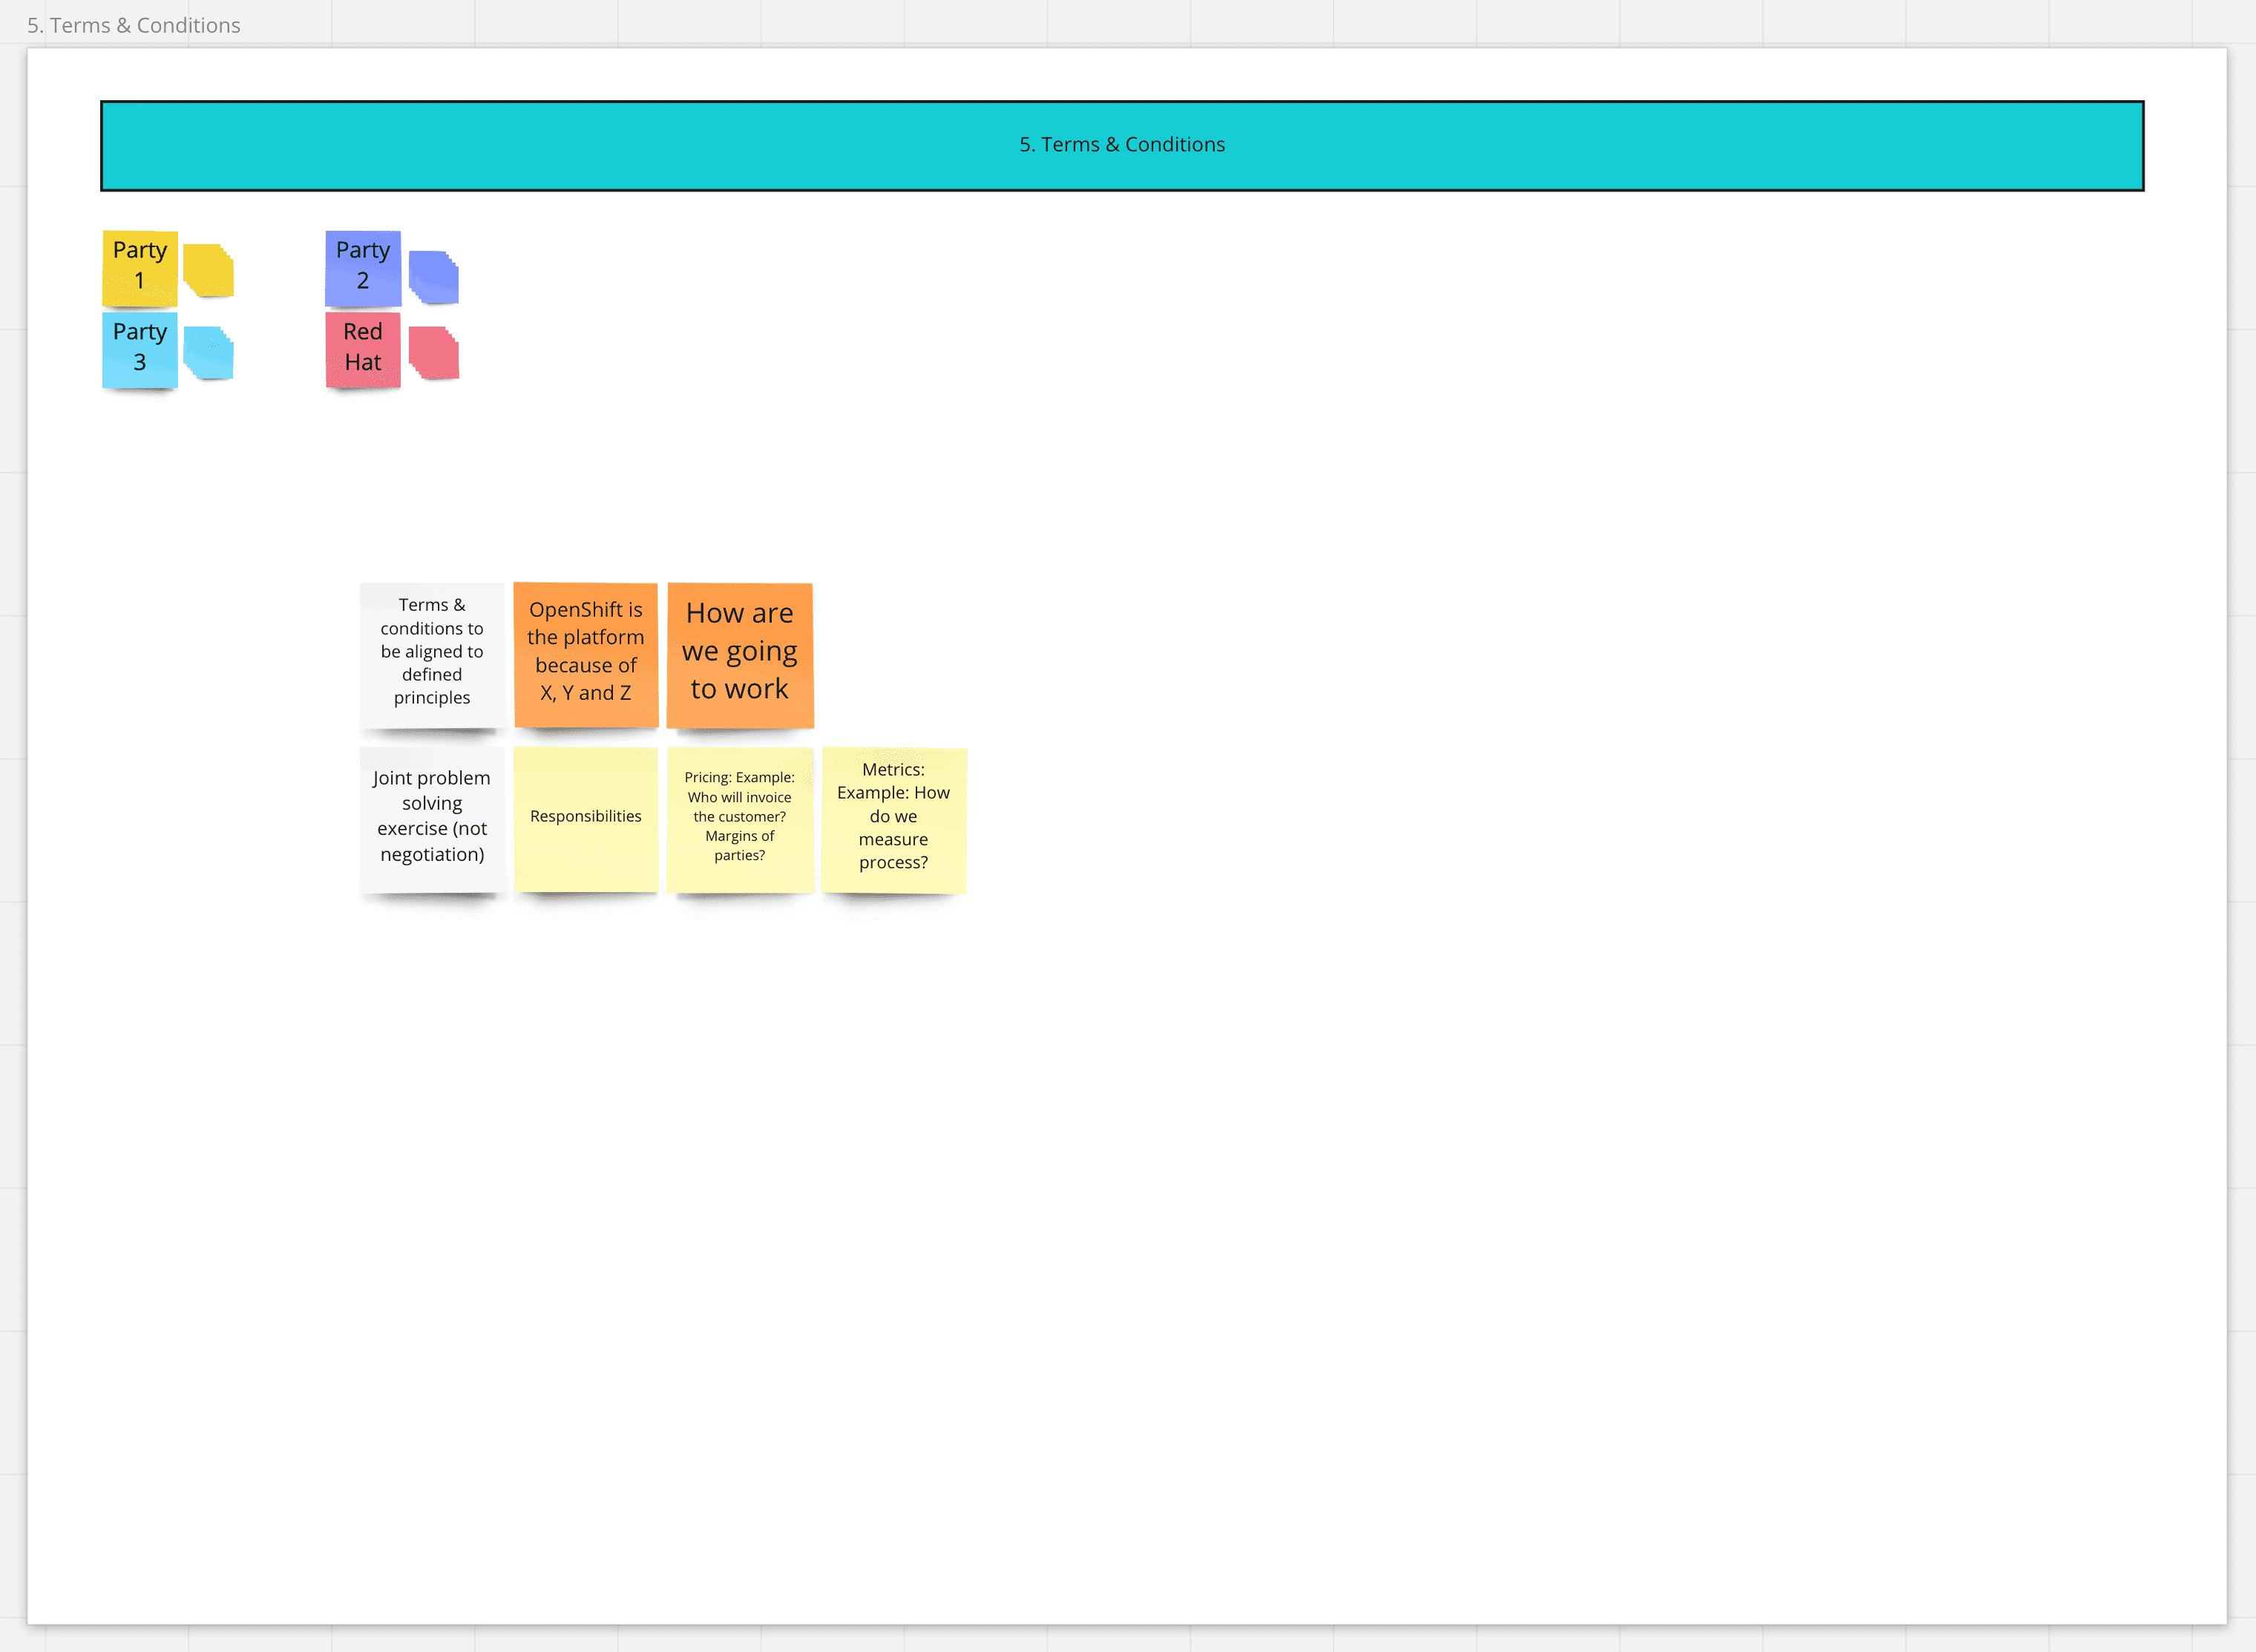 5. Terms & Conditions
5. Terms & Conditions
Party
1
Party
2
Party
3
Red
Hat
Terms &
conditions to
be aligned to
defined
principles
OpenShift is
the platform
because of
X, Y and Z
How are
we going
to work
Joint problem
solving
exercise (not
negotiation)
Responsibilities
Pricing: Example:
Who will invoice
the customer?
Margins of
parties?
Metrics:
Example: How
do we
measure
process?